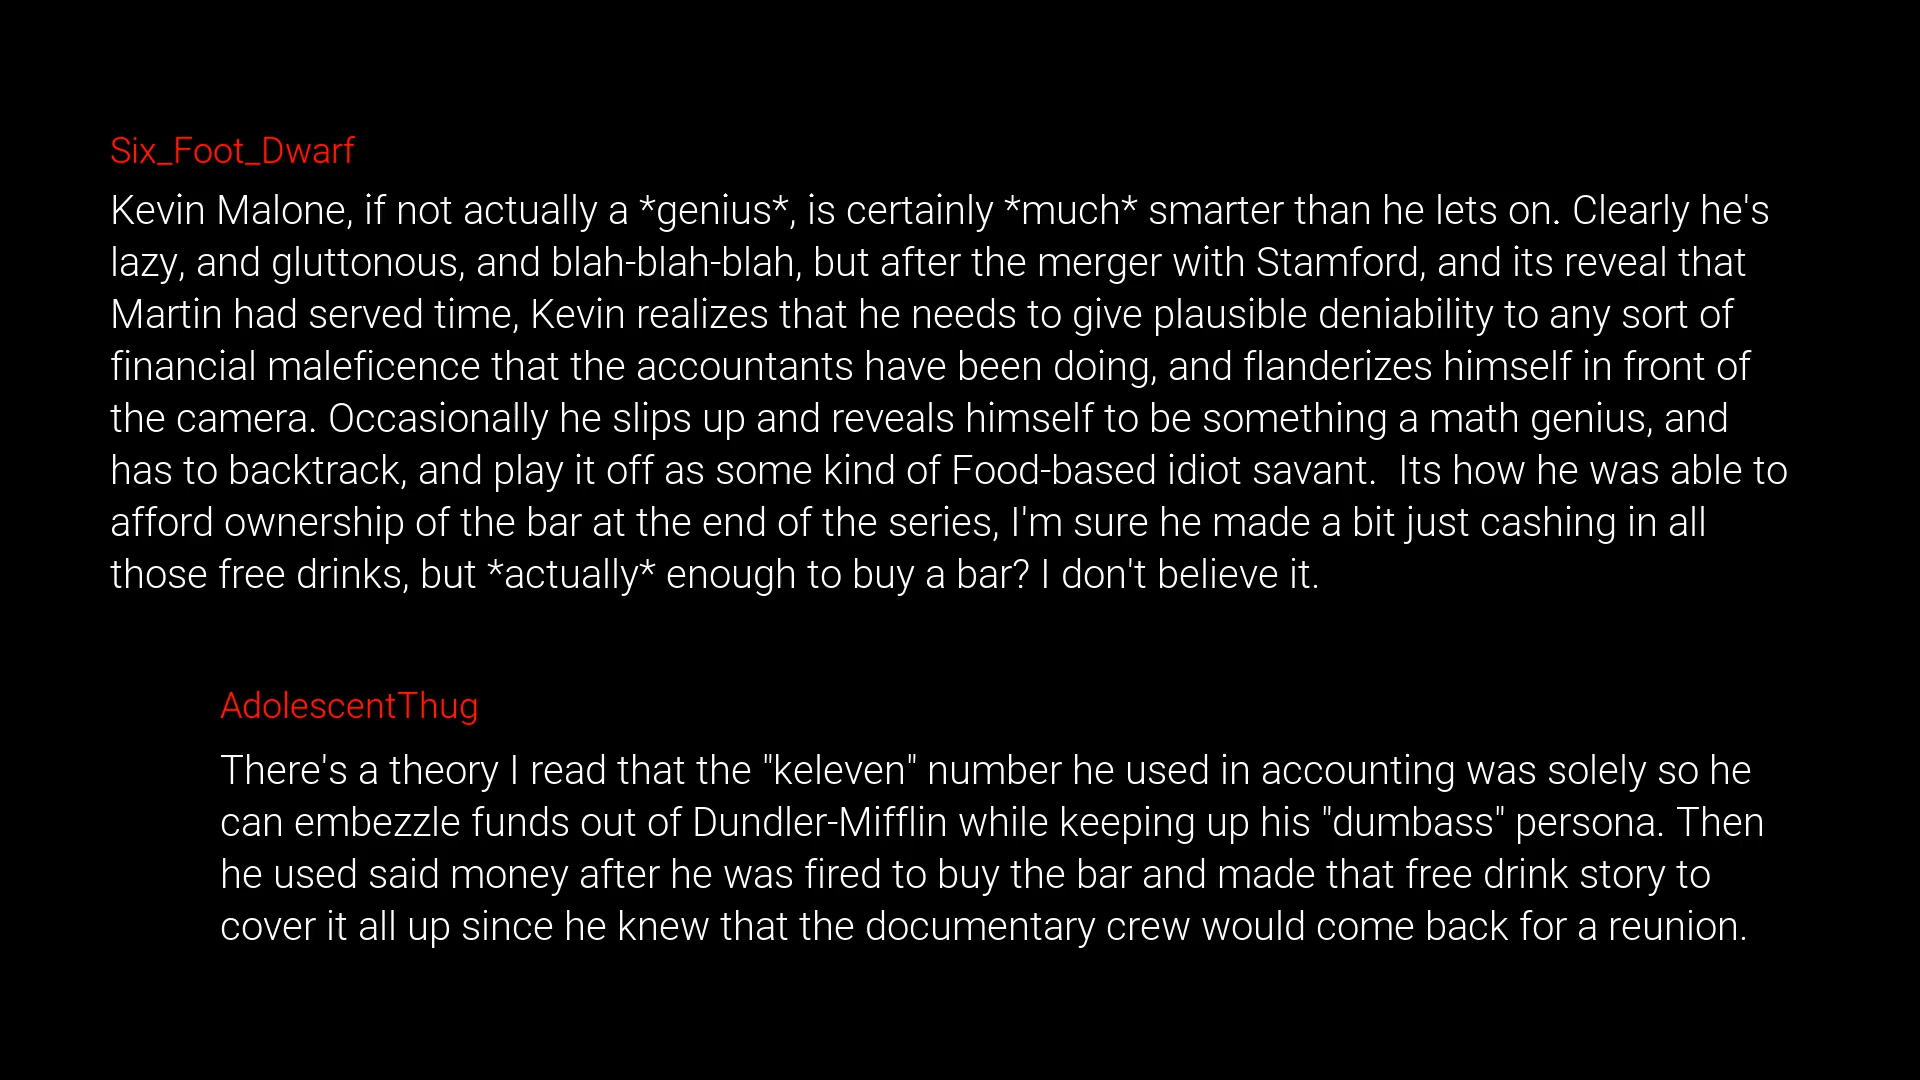 Six_Foot_Dwarf
Kevin Malone, if not actually a *genius*, is certainly *much* smarter than he lets on. Clearly he's
lazy, and gluttonous, and blah-blah-blah, but after the merger with Stamford, and its reveal that
Martin had served time, Kevin realizes that he needs to give plausible deniability to any sort of
financial maleficence that the accountants have been doing, and flanderizes himself in front of
the camera. Occasionally he slips up and reveals himself to be something a math genius, and
has to backtrack, and play it off as some kind of Food-based idiot savant.  Its how he was able to
afford ownership of the bar at the end of the series, I'm sure he made a bit just cashing in all
those free drinks, but *actually* enough to buy a bar? I don't believe it.
AdolescentThug
There's a theory I read that the "keleven" number he used in accounting was solely so he
can embezzle funds out of Dundler-Mifflin while keeping up his "dumbass" persona. Then
he used said money after he was fired to buy the bar and made that free drink story to
cover it all up since he knew that the documentary crew would come back for a reunion.